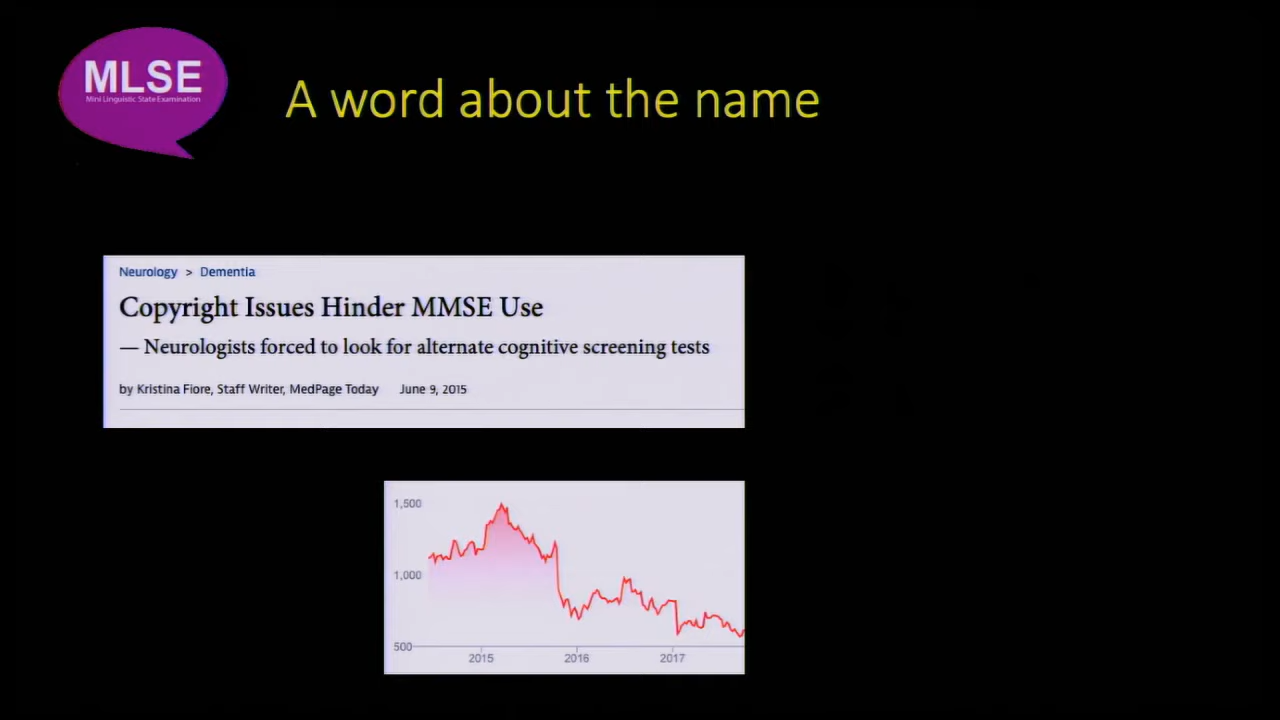 MLSE
Mini Linguistic State Examination
A word about the name
Neurology > Dementia
Copyright Issues Hinder MMSE Use
— Neurologists forced to look for alternate cognitive screening tests
by Kristina Fiore, Staff Writer, MedPage Today June 9, 2015
1,500
1,000
500
2015 2016 2017